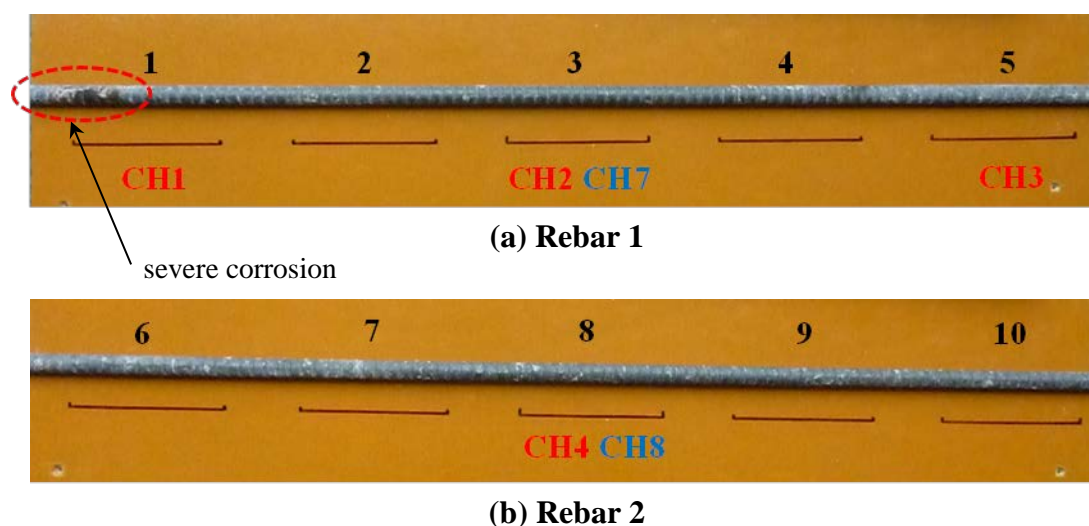 1 2 3 4 5
CH1 CH2 CH7 CH3
(a) Rebar 1
severe corrosion
6 7 8 9 10
CH4 CH8
(b) Rebar 2